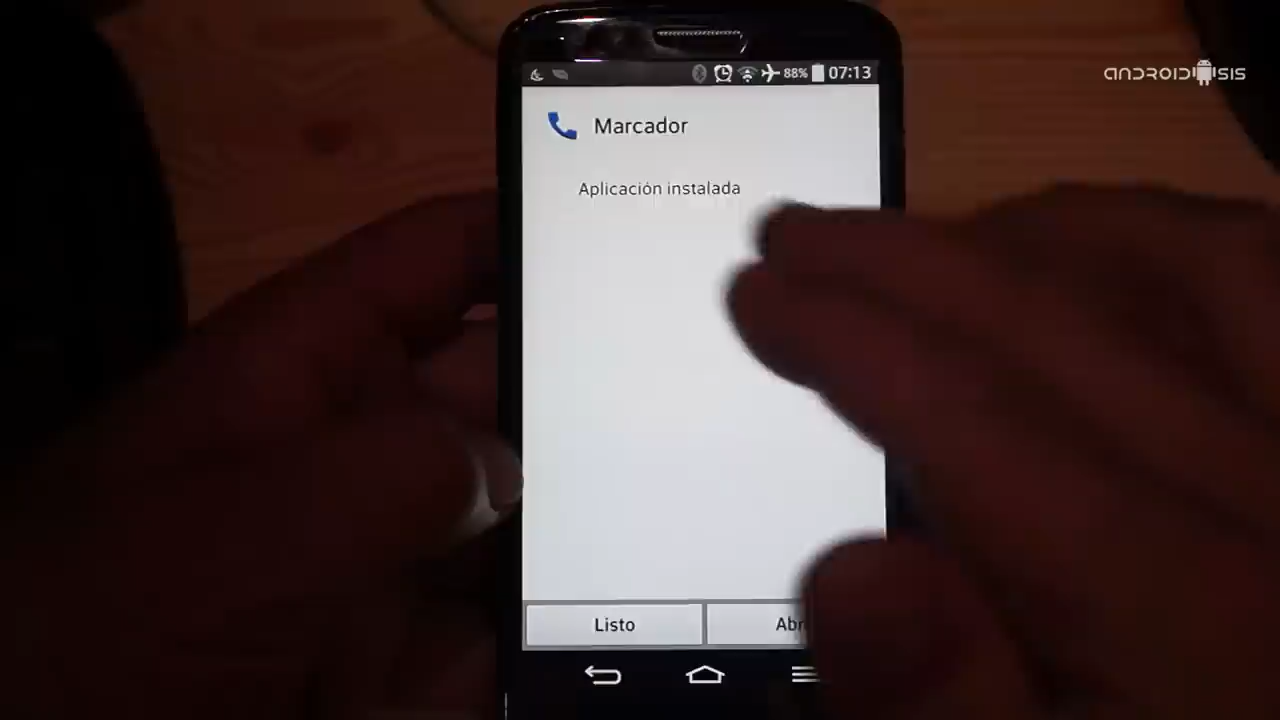 ANDROIDSIS
88% 07:13
Marcador
Aplicación instalada
Listo